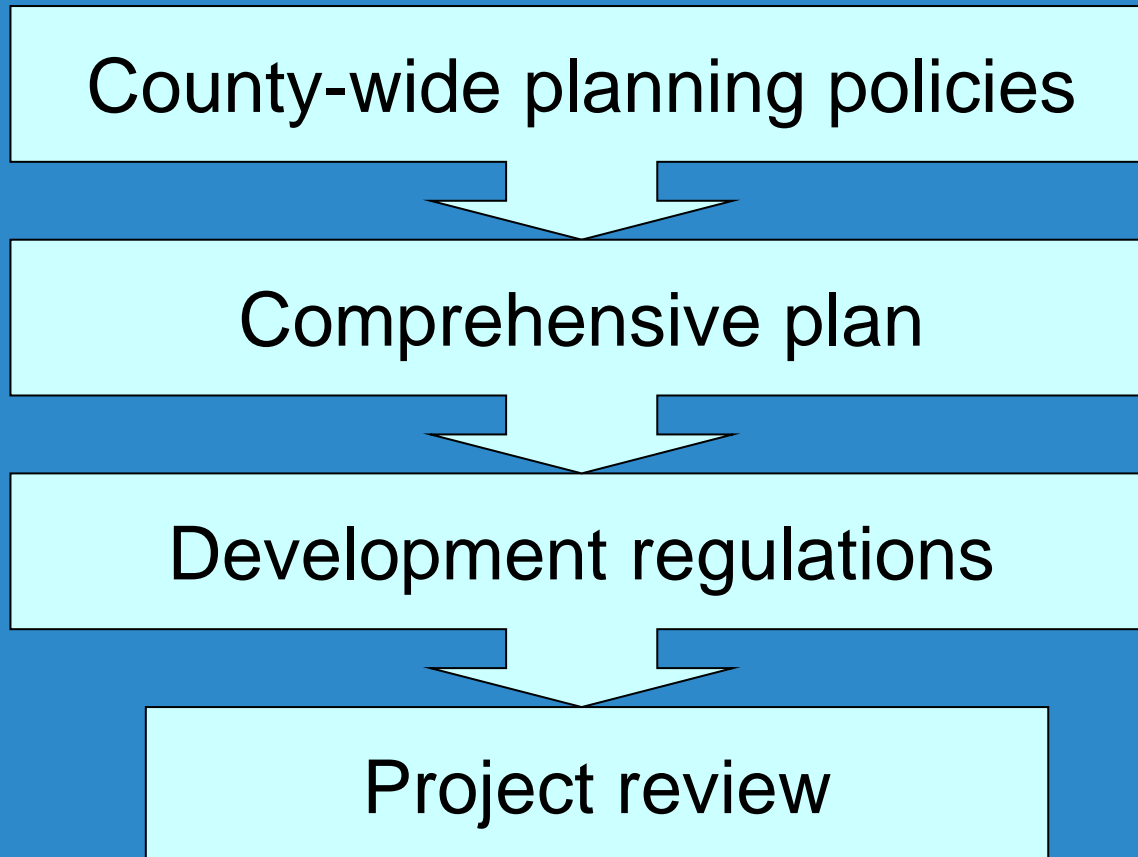 County-wide planning policies
Comprehensive plan
Development regulations
Project review